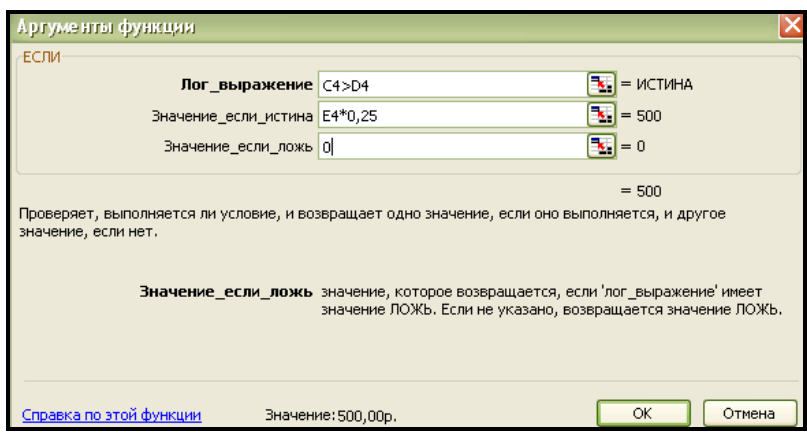 Аргументы функции
ЕСЛИ
Лог_выражение C4>D4 = ИСТИНА
Значение_если_истина E4*0,25 = 500
Значение_если_ложь 0 = 0
= 500
Проверяет, выполняется ли условие, и возвращает одно значение, если оно выполняется, и другое
значение, если нет.
Значение_если_ложь значение, которое возвращается, если 'лог_выражение' имеет
значение ЛОЖЬ. Если не указано, возвращается значение ЛОЖЬ.
Справка по этой функции Значение:500,00р. ОК Отмена